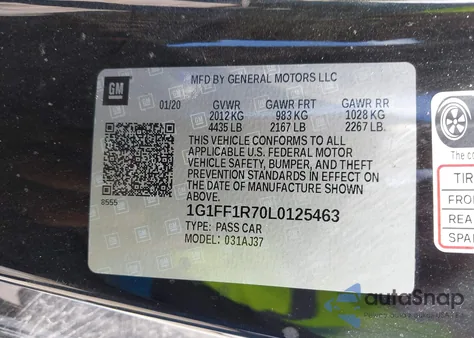 GM
MFD BY GENERAL MOTORS LLC
01/20 GVWR GAWR FRT GAWR RR
2012 KG 983 KG 1028 KG
4435 LB 2167 LB. 2267 LB.
THIS VEHICLE CONFORMS TO ALL
APPLICABLE U.S. FEDERAL MOTOR
VEHICLE SAFETY, BUMPER, AND THEFT
PREVENTION STANDARDS IN EFFECT ON
THE DATE OF MANUFACTURE SHOWN
ABOVE.
8555
1G1FF1R70L0125463
TYPE: PASS CAR
MODEL: 031AJ37
The co
TIR
FRO
REA
SPA
autoSnap